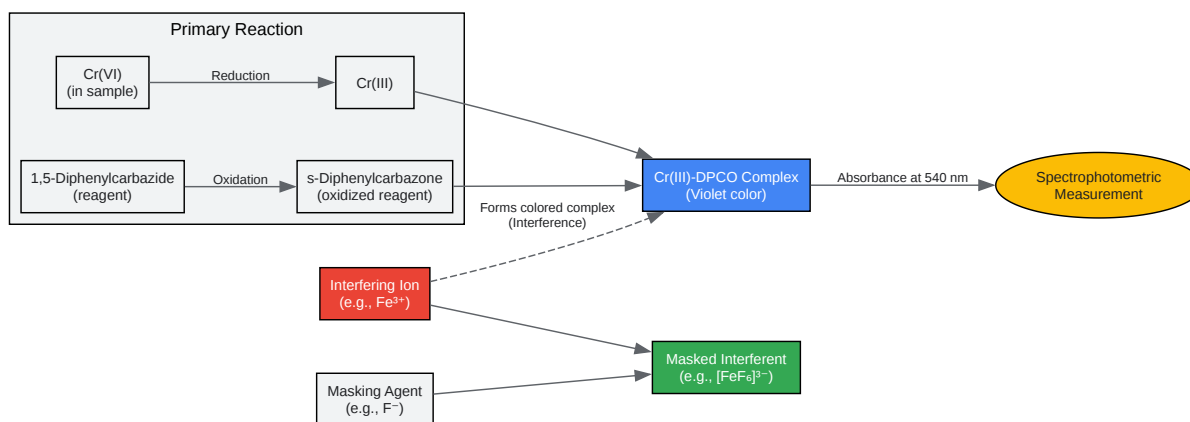 Primary Reaction
Cr(VI)
(in sample)
Reduction
Cr(III)
1,5-Diphenylcarbazide
(reagent)
Oxidation
s-Diphenylcarbazone
(oxidized reagent)
Cr(III)-DPCO Complex
(Violet color)
Absorbance at 540 nm
Spectrophotometric
Measurement
Forms colored complex
(Interference)
Interfering Ion
(e.g., Fe³⁺)
Masked Interferent
(e.g., [FeF₆]³⁻)
Masking Agent
(e.g., F⁻)